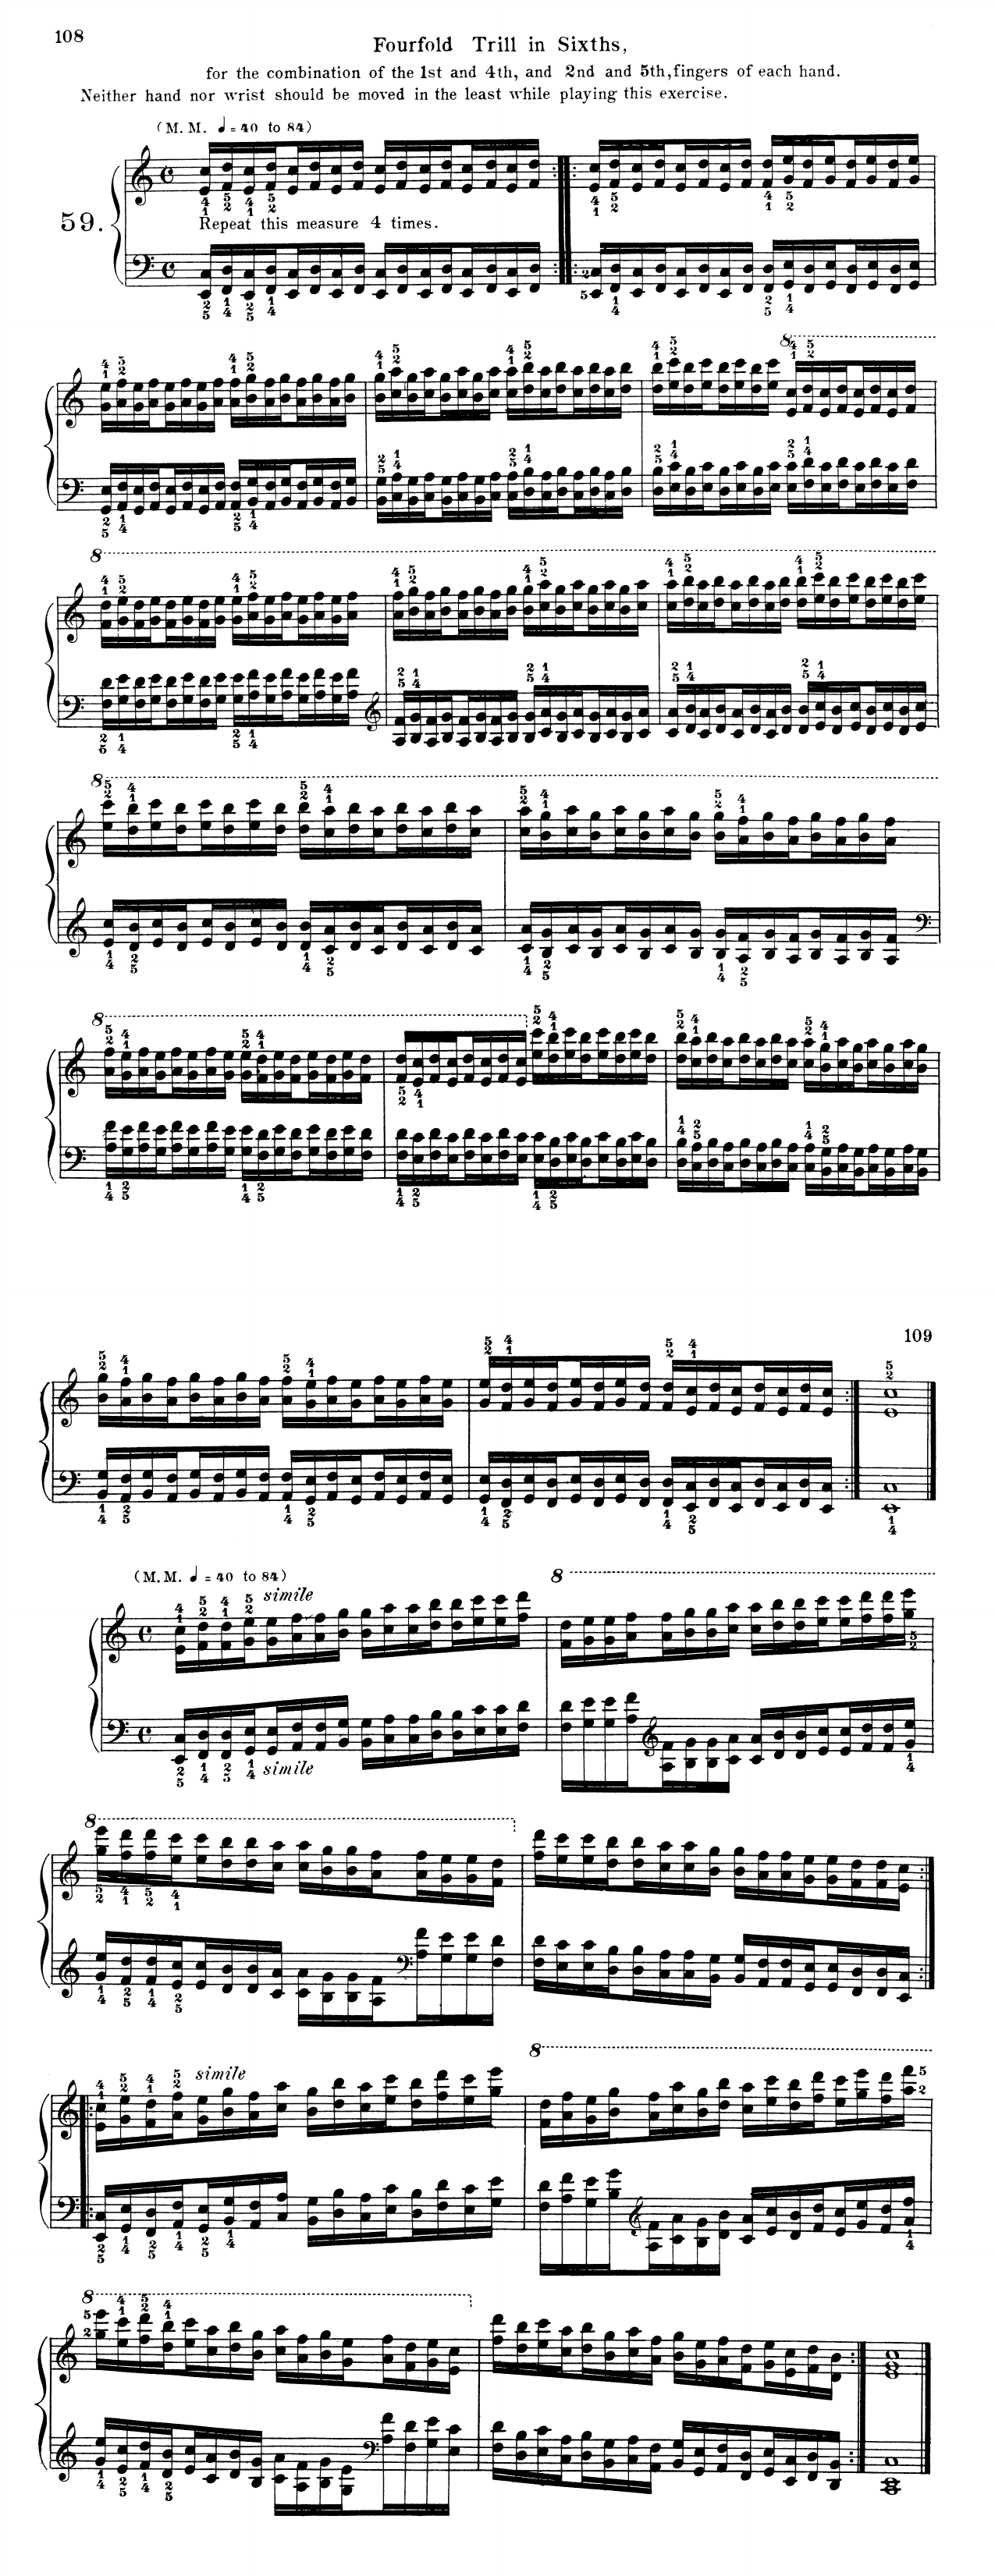 108
Fourfold Trill in Sixths,
for the combination of the 1st and 4th, and 2nd and 5th, fingers of each hand.
Neither hand nor wrist should be moved in the least while playing this exercise.
(M. M. ♩ = 40 to 84)
59.
Repeat this measure 4 times.
109
(M. M. ♩ = 40 to 84)
simile
simile
simile